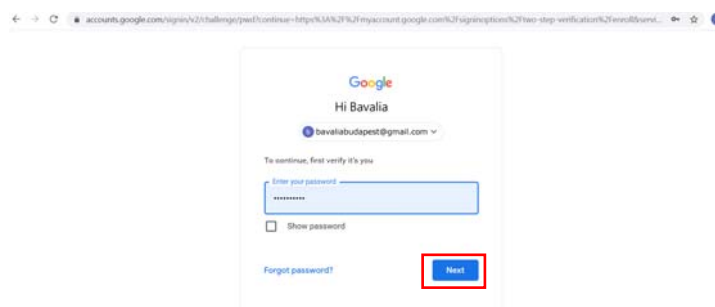 accounts.google.com/signin/v2/challenge/pwd?continue=https%3A%2F%2Fmyaccount.google.com%2Fsigninoptions%2Ftwo-step-verification%2Fenroll&servi...
Google
Hi Bavalia
bavaliabudapest@gmail.com
To continue, first verify it's you
Enter your password
••••••••••
Show password
Forgot password?
Next